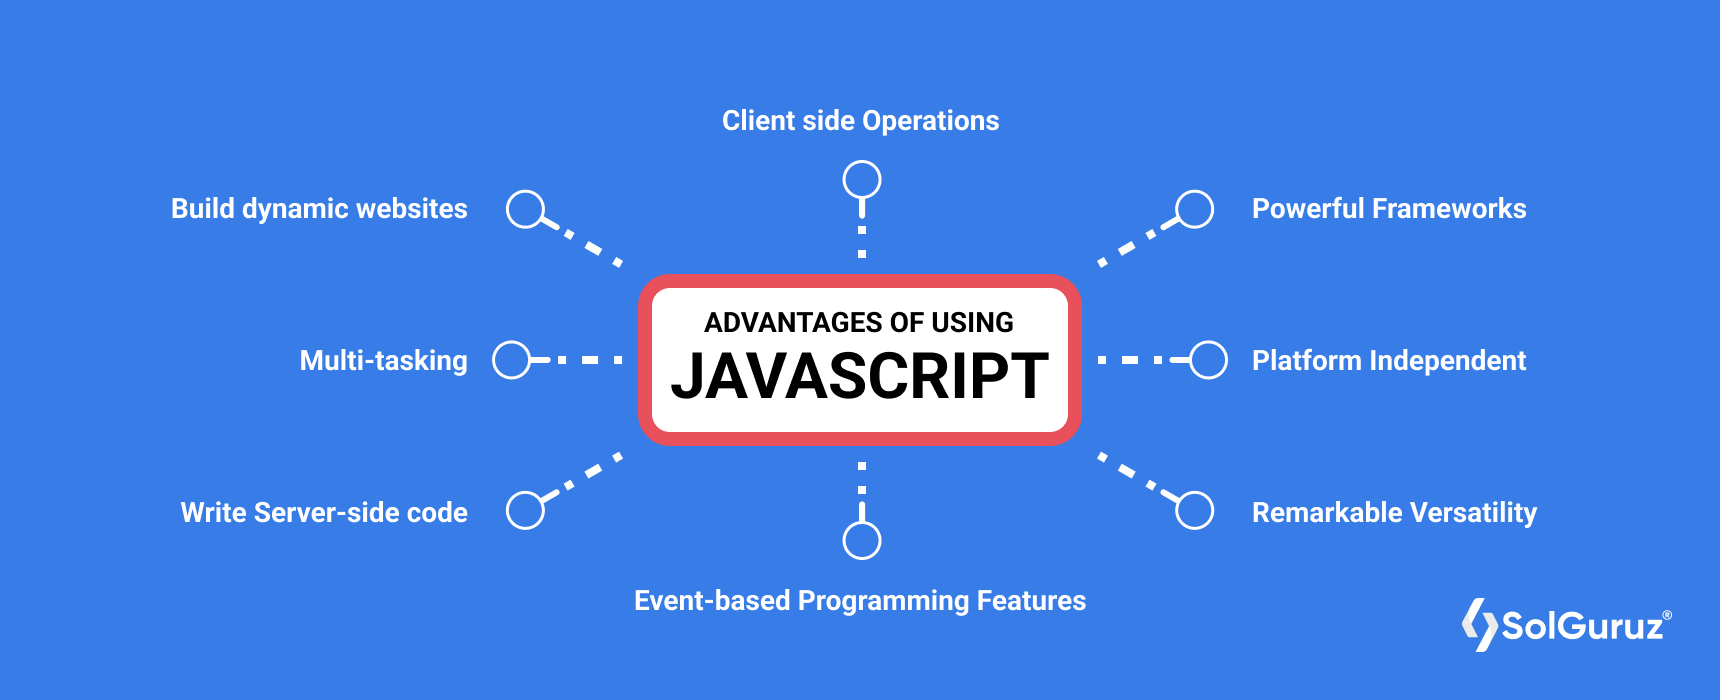 Client side Operations
Build dynamic websites
Powerful Frameworks
ADVANTAGES OF USING
JAVASCRIPT
Multi-tasking
Platform Independent
Write Server-side code
Remarkable Versatility
Event-based Programming Features
SolGuruz®